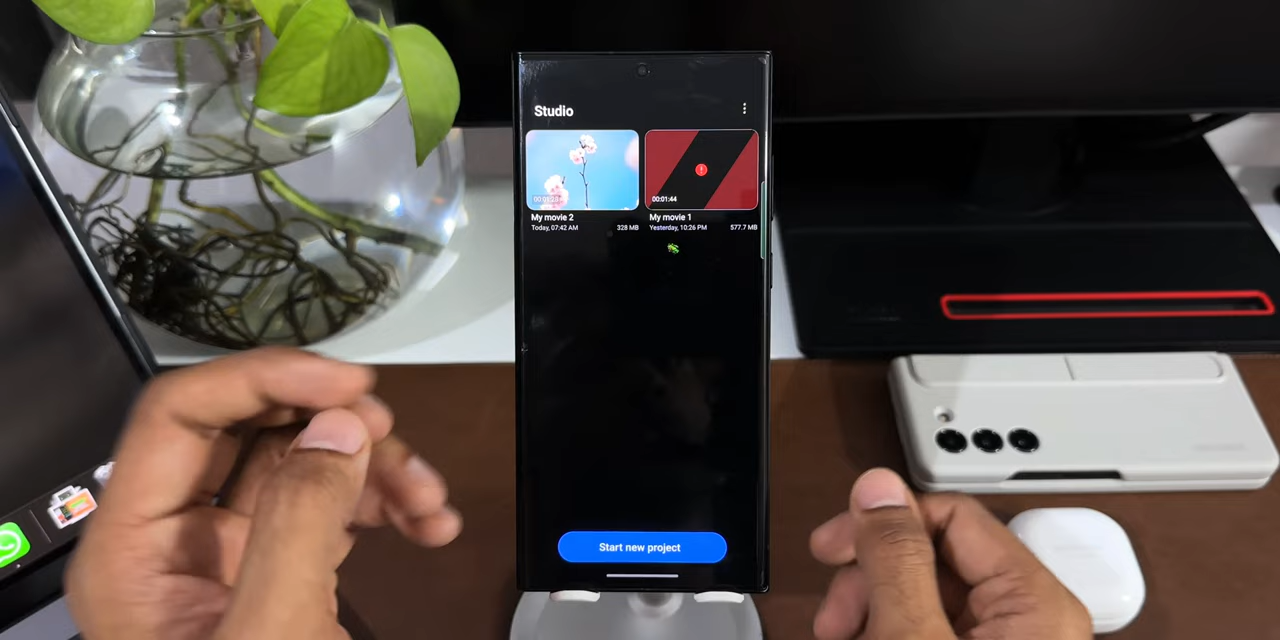 Studio
00:01:44
My movie 2
My movie 1
Today, 07:42 AM
328 MB
Yesterday, 10:26 PM
577.7 MB
Start new project